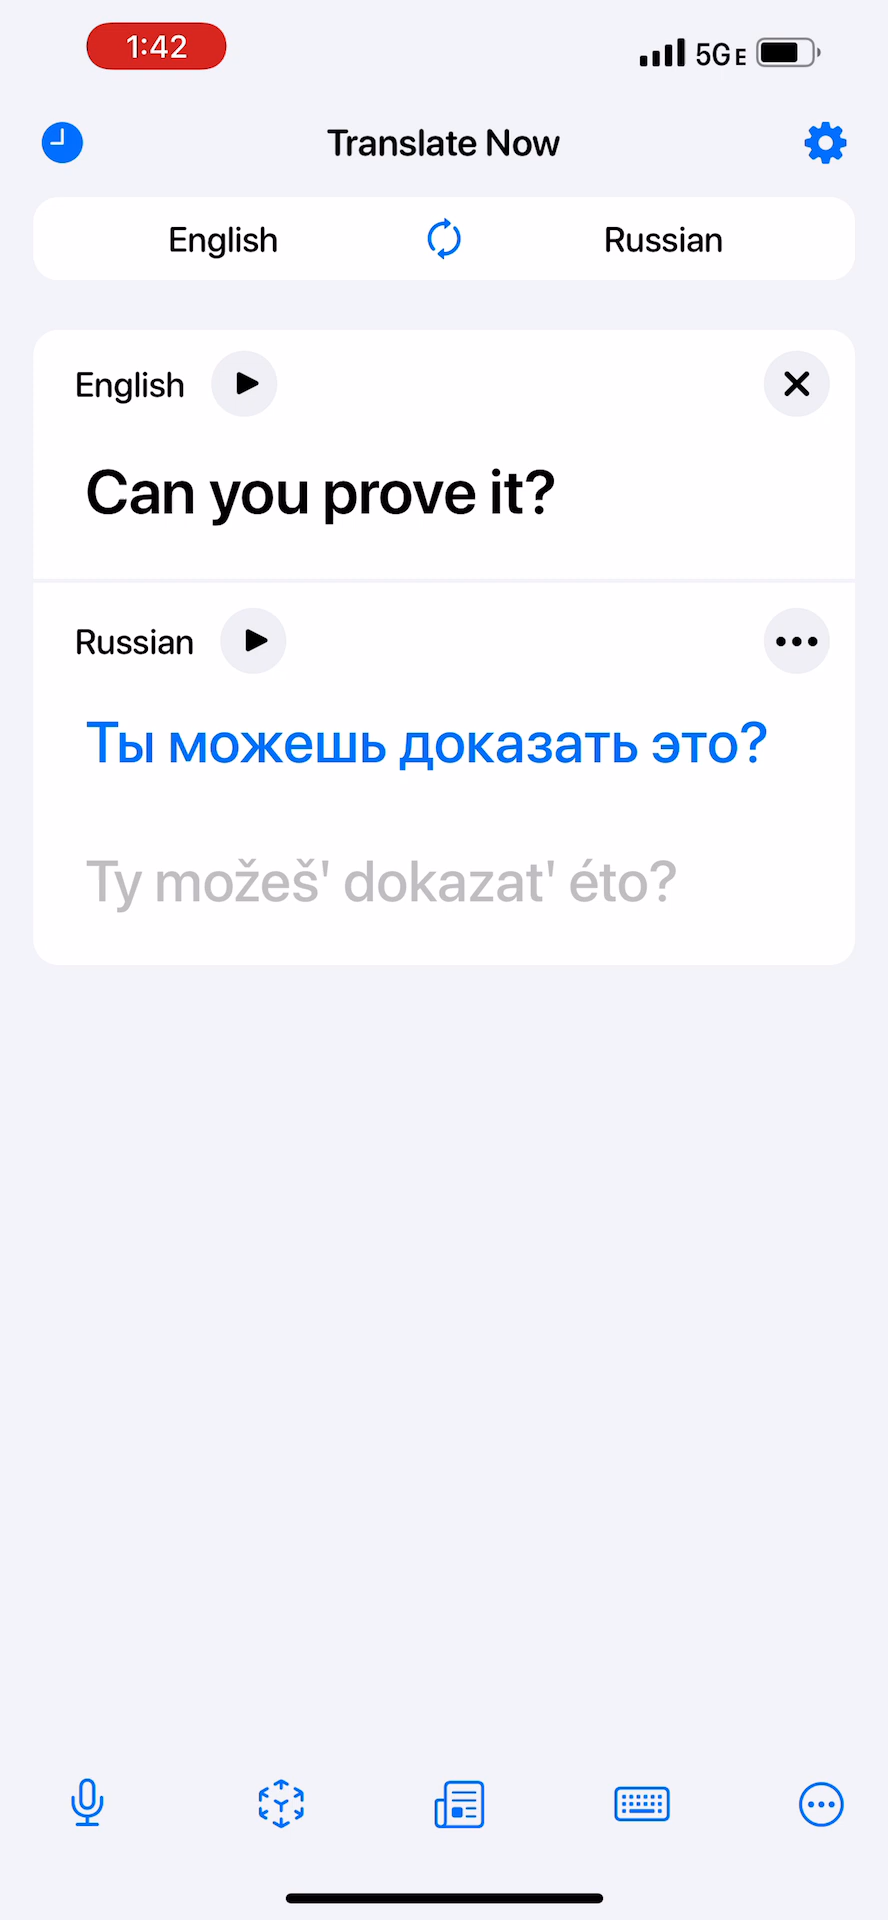 1:42
5GE
Translate Now
English
Russian
English
Can you prove it?
Russian
Ты можешь доказать это?
Ty možeš' dokazat' éto?